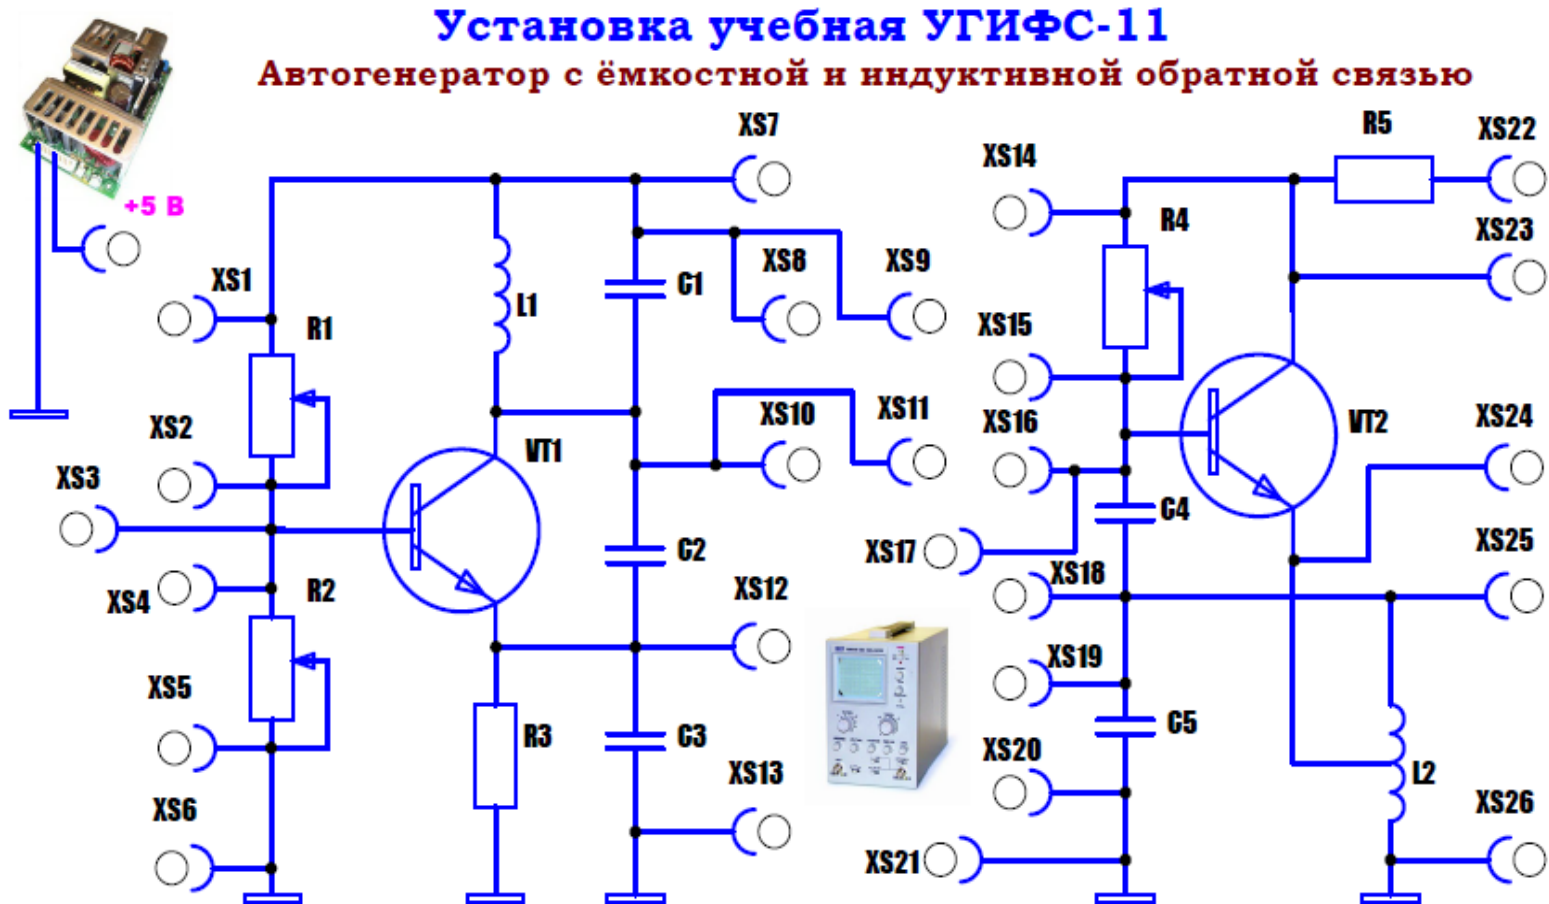 Установка учебная УГИФС-11
Автогенератор с ёмкостной и индуктивной обратной связью
+5 В
XS1
R1
XS2
XS3
XS4
R2
XS5
XS6
L1
VT1
R3
XS7
C1
XS8
XS9
XS10
XS11
C2
XS12
C3
XS13
XS14
R4
R5
XS22
XS23
XS15
XS16
VT2
XS24
C4
XS17
XS18
XS25
XS19
C5
XS20
L2
XS21
XS26